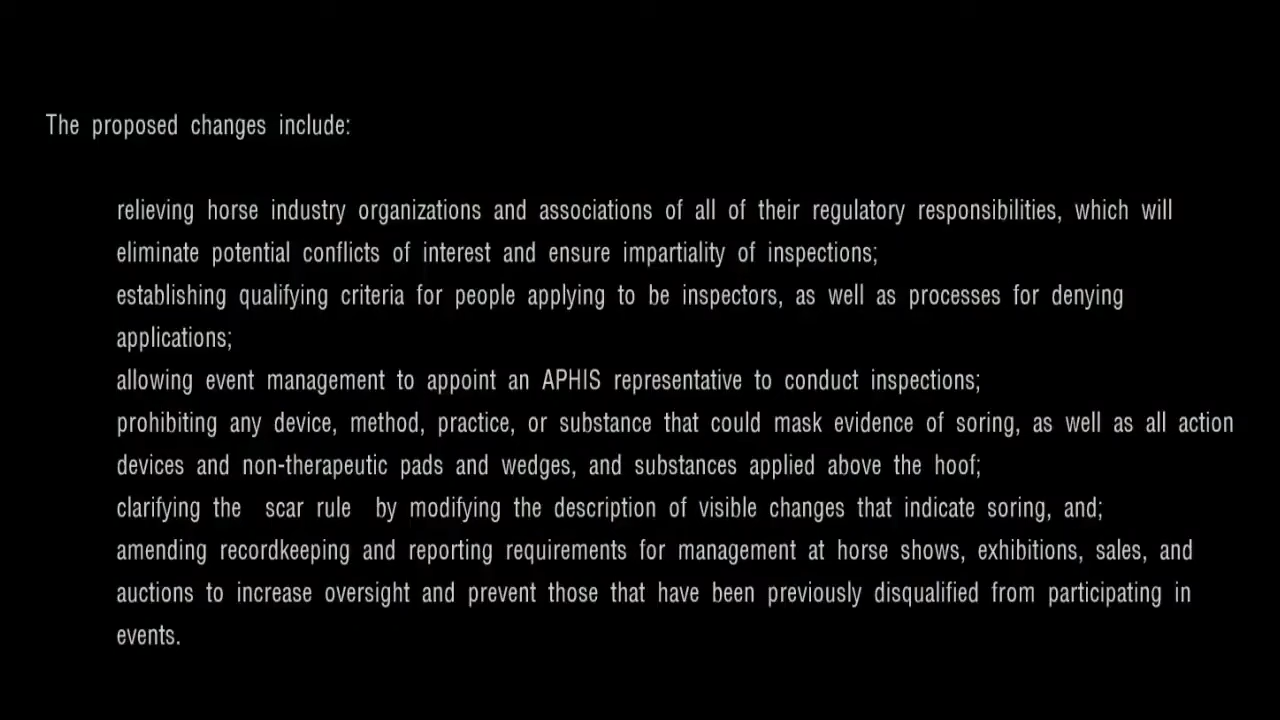 The proposed changes include:
relieving horse industry organizations and associations of all of their regulatory responsibilities, which will
eliminate potential conflicts of interest and ensure impartiality of inspections;
establishing qualifying criteria for people applying to be inspectors, as well as processes for denying
applications;
allowing event management to appoint an APHIS representative to conduct inspections;
prohibiting any device, method, practice, or substance that could mask evidence of soring, as well as all action
devices and non-therapeutic pads and wedges, and substances applied above the hoof;
clarifying the scar rule by modifying the description of visible changes that indicate soring, and;
amending recordkeeping and reporting requirements for management at horse shows, exhibitions, sales, and
auctions to increase oversight and prevent those that have been previously disqualified from participating in
events.